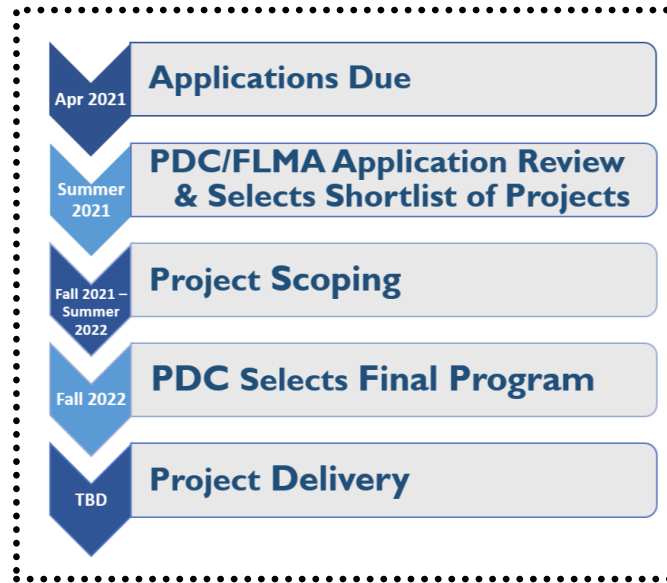 Apr 2021
Applications Due
Summer
2021
PDC/FLMA Application Review
& Selects Shortlist of Projects
Fall 2021 –
Summer
2022
Project Scoping
Fall 2022
PDC Selects Final Program
TBD
Project Delivery